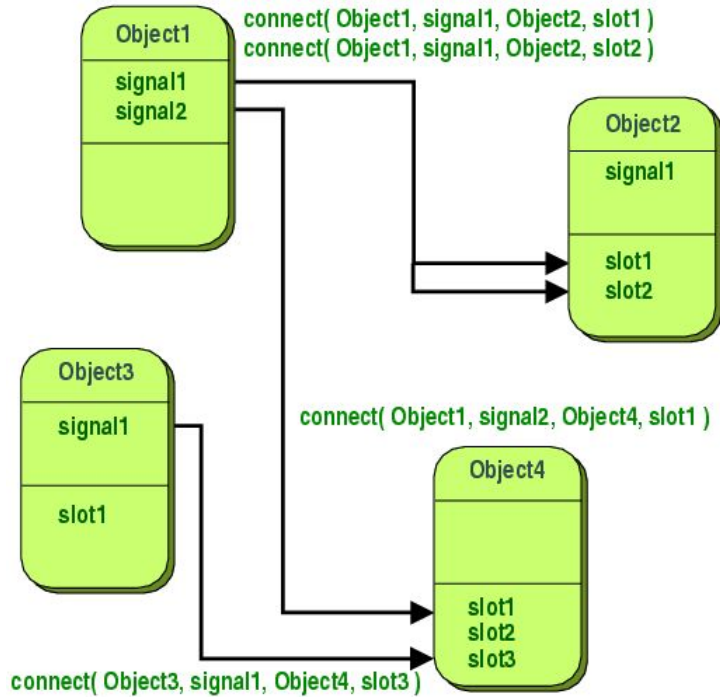 Object1
signal1
signal2
connect( Object1, signal1, Object2, slot1 )
connect( Object1, signal1, Object2, slot2 )
Object2
signal1
slot1
slot2
Object3
signal1
slot1
connect( Object1, signal2, Object4, slot1 )
Object4
slot1
slot2
slot3
connect( Object3, signal1, Object4, slot3 )